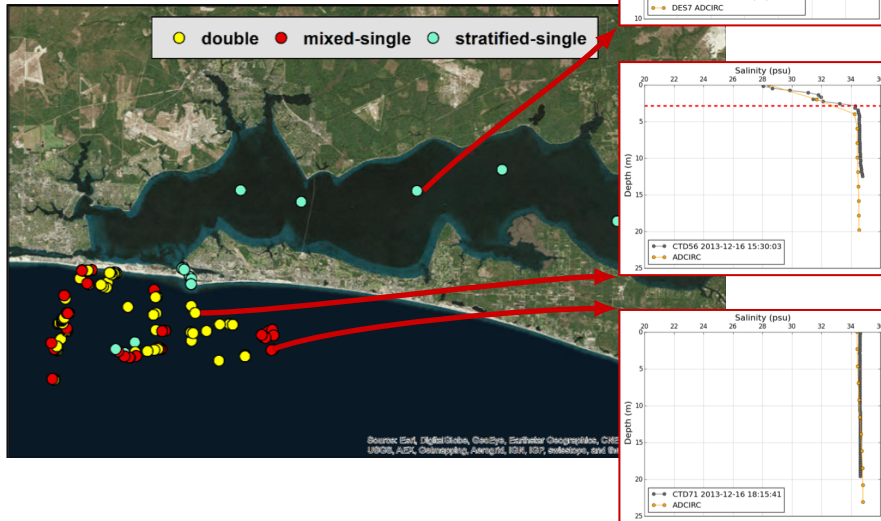 10
DES7 ADCIRC
double mixed-single stratified-single
Salinity (psu)
20 22 24 26 28 30 32 34
0
5
10
15
20
25
Depth (m)
CTD56 2013-12-16 15:30:03
ADCIRC
Salinity (psu)
20 22 24 26 28 30 32 34
0
5
10
15
20
25
Depth (m)
CTD71 2013-12-16 18:15:41
ADCIRC
Source: Esri, DigitalGlobe, GeoEye, Earthstar Geographics, CNE
USGS, AEX, Getmapping, Aerogrid, IGN, IGP, swisstopo, and the